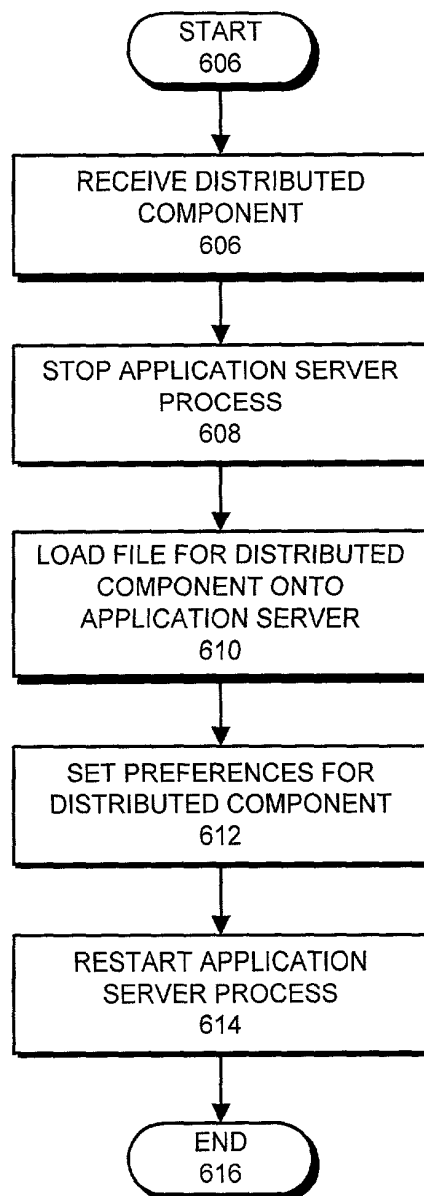 START
606
RECEIVE DISTRIBUTED
COMPONENT
606
STOP APPLICATION SERVER
PROCESS
608
LOAD FILE FOR DISTRIBUTED
COMPONENT ONTO
APPLICATION SERVER
610
SET PREFERENCES FOR
DISTRIBUTED COMPONENT
612
RESTART APPLICATION
SERVER PROCESS
614
END
616